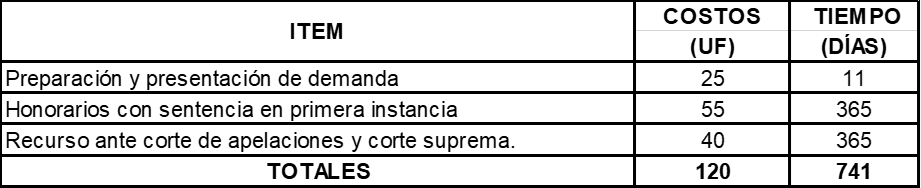 ITEM COSTOS (UF) TIEMPO (DÍAS)
Preparación y presentación de demanda 25 11
Honorarios con sentencia en primera instancia 55 365
Recurso ante corte de apelaciones y corte suprema. 40 365
TOTALES 120 741